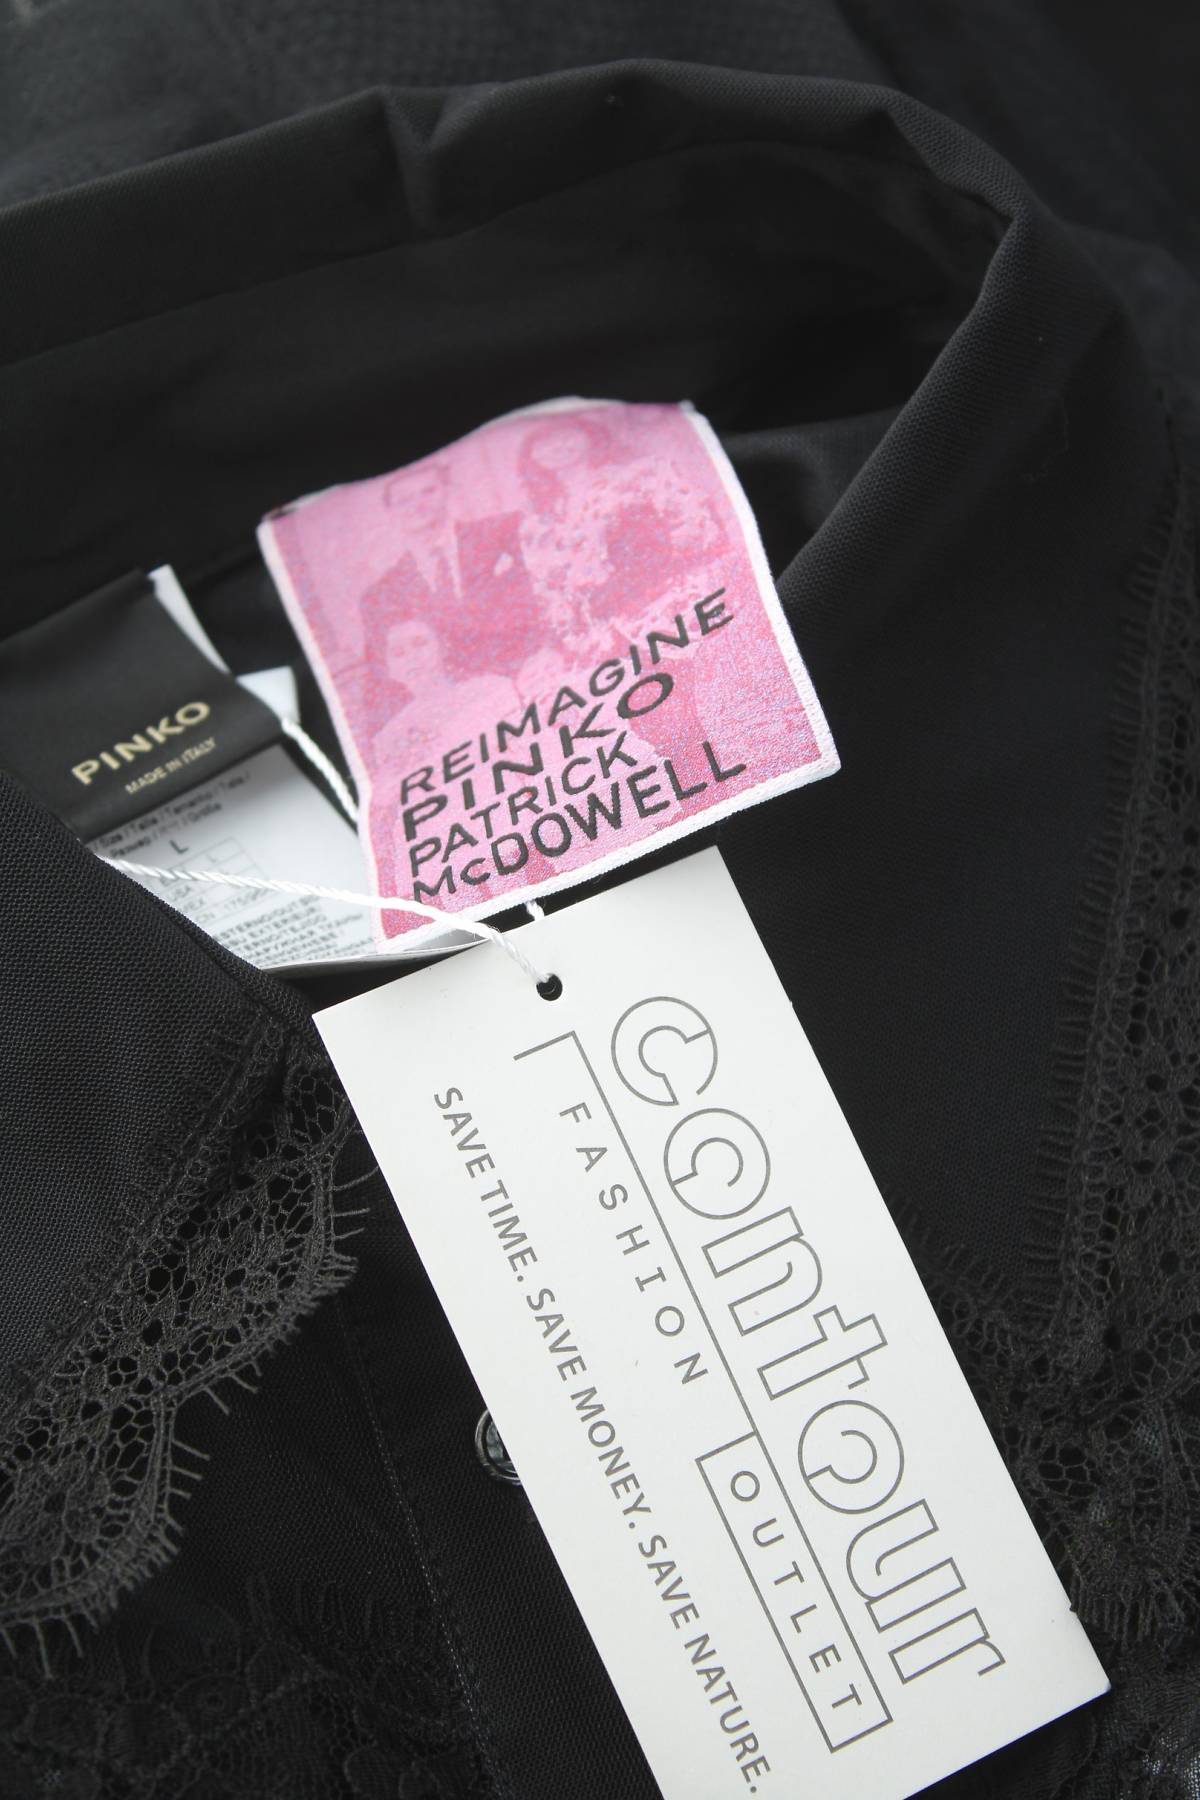 PINKO
MADE IN ITALY
L
L
REIMAGINE
PINKO
PATRICK
McDOWELL
contour
FASHION OUTLET
SAVE TIME. SAVE MONEY. SAVE NATURE.